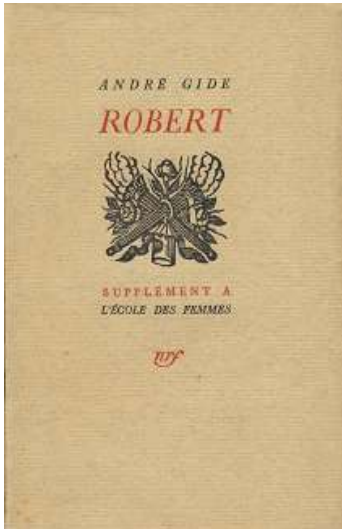 ANDRÉ GIDE
ROBERT
SUPPLÉMENT A
L'ÉCOLE DES FEMMES
nrf